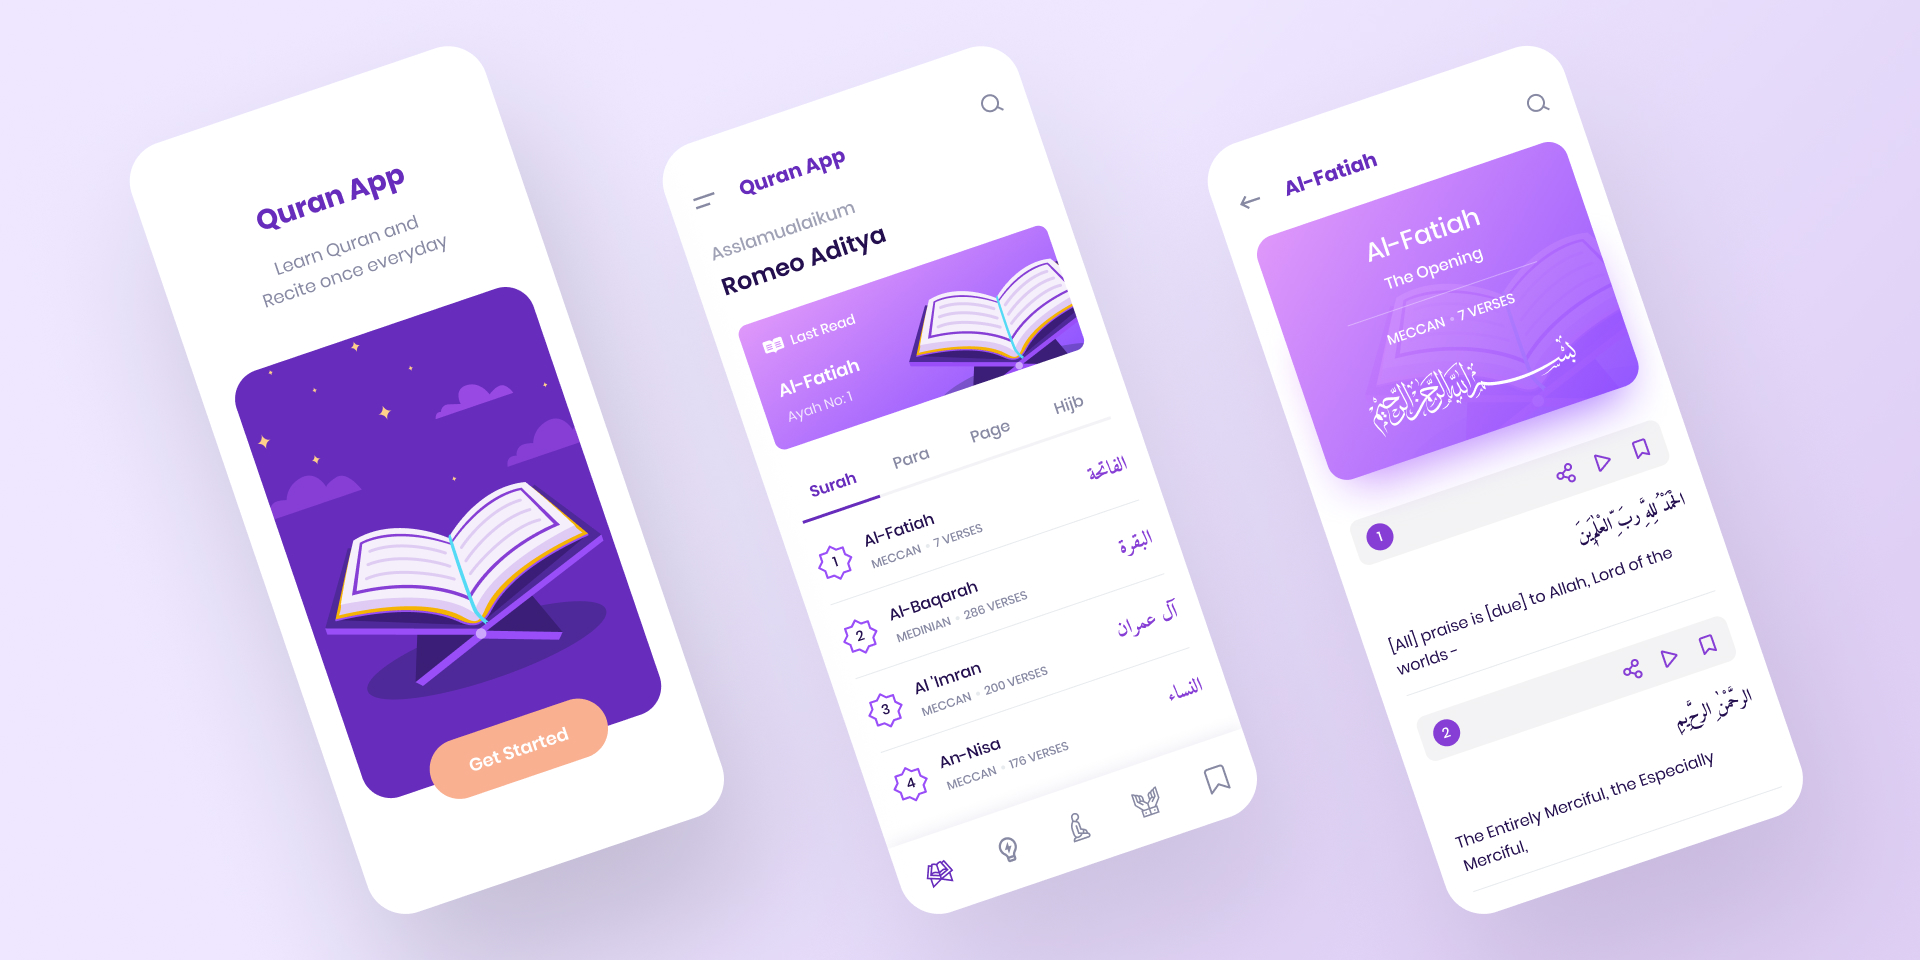 Quran App
Learn Quran and
Recite once everyday
Get Started
Quran App
Asslamualaikum
Romeo Aditya
Last Read
Al-Fatiah
Ayah No: 1
Surah
Para
Page
Hijb
1
Al-Fatiah
MECCAN • 7 VERSES
الفاتحة
2
Al-Baqarah
MEDINIAN • 286 VERSES
البقرة
3
Al 'Imran
MECCAN • 200 VERSES
آل عمران
4
An-Nisa
MECCAN • 176 VERSES
النساء
Al-Fatiah
Al-Fatiah
The Opening
MECCAN • 7 VERSES
بسم الله الرحمن الرحيم
1
الْحَمْدُ لِلَّهِ رَبِّ الْعَالَمِينَ
[All] praise is [due] to Allah, Lord of the
worlds -
2
الرَّحْمَٰنِ الرَّحِيمِ
The Entirely Merciful, the Especially
Merciful,